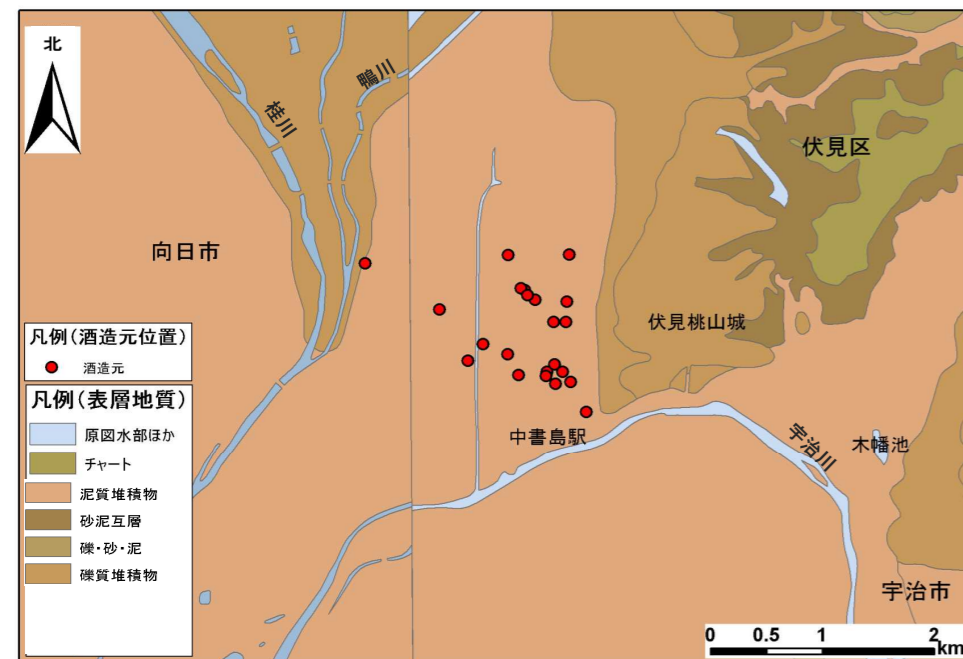 北
桂川
鴨川
伏見区
向日市
伏見桃山城
中書島駅
宇治川
木幡池
宇治市
凡例(酒造元位置)
酒造元
凡例(表層地質)
原図水部ほか
チャート
泥質堆積物
砂泥互層
礫・砂・泥
礫質堆積物
0 0.5 1 2
km